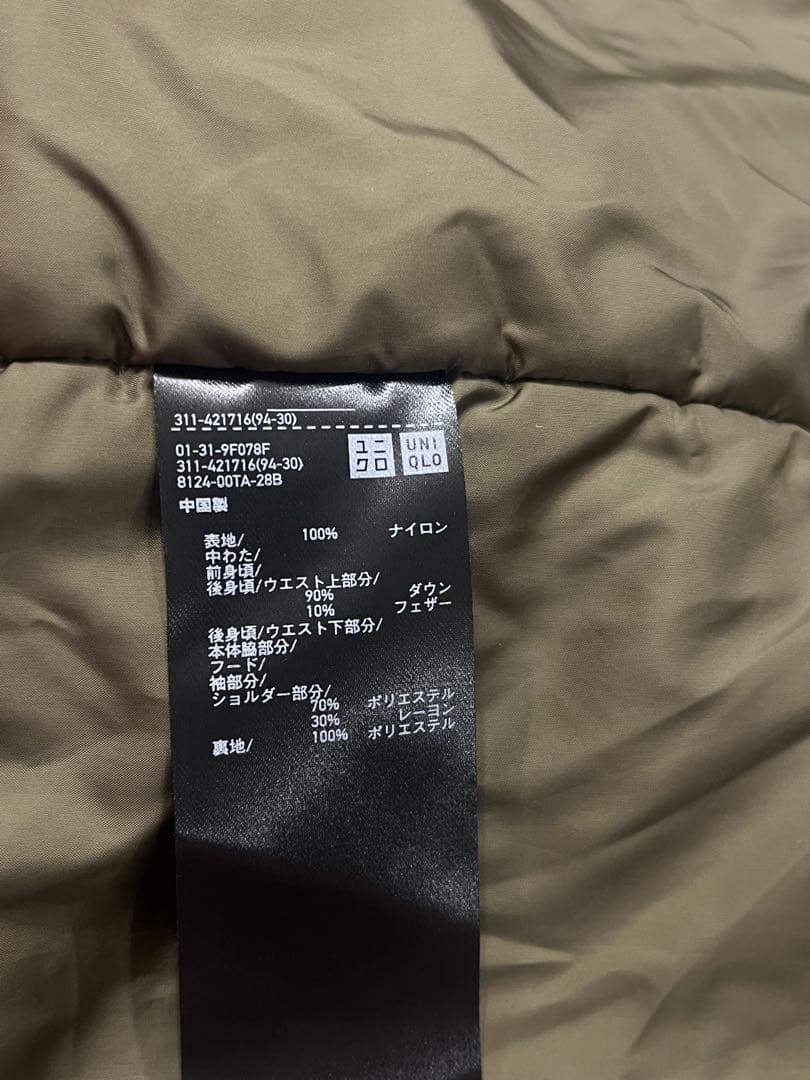 311-421716(94-30)
01-31-9F078F
311-421716(94-30)
8124-00TA-28B
ユニクロ
UNIQLO
中国製
表地/ 100% ナイロン
中わた/
前身頃/
後身頃/ウエスト上部分/
90% ダウン
10% フェザー
後身頃/ウエスト下部分/
本体脇部分/
フード/
袖部分/
ショルダー部分/
70% ポリエステル
30% レーヨン
裏地/ 100% ポリエステル